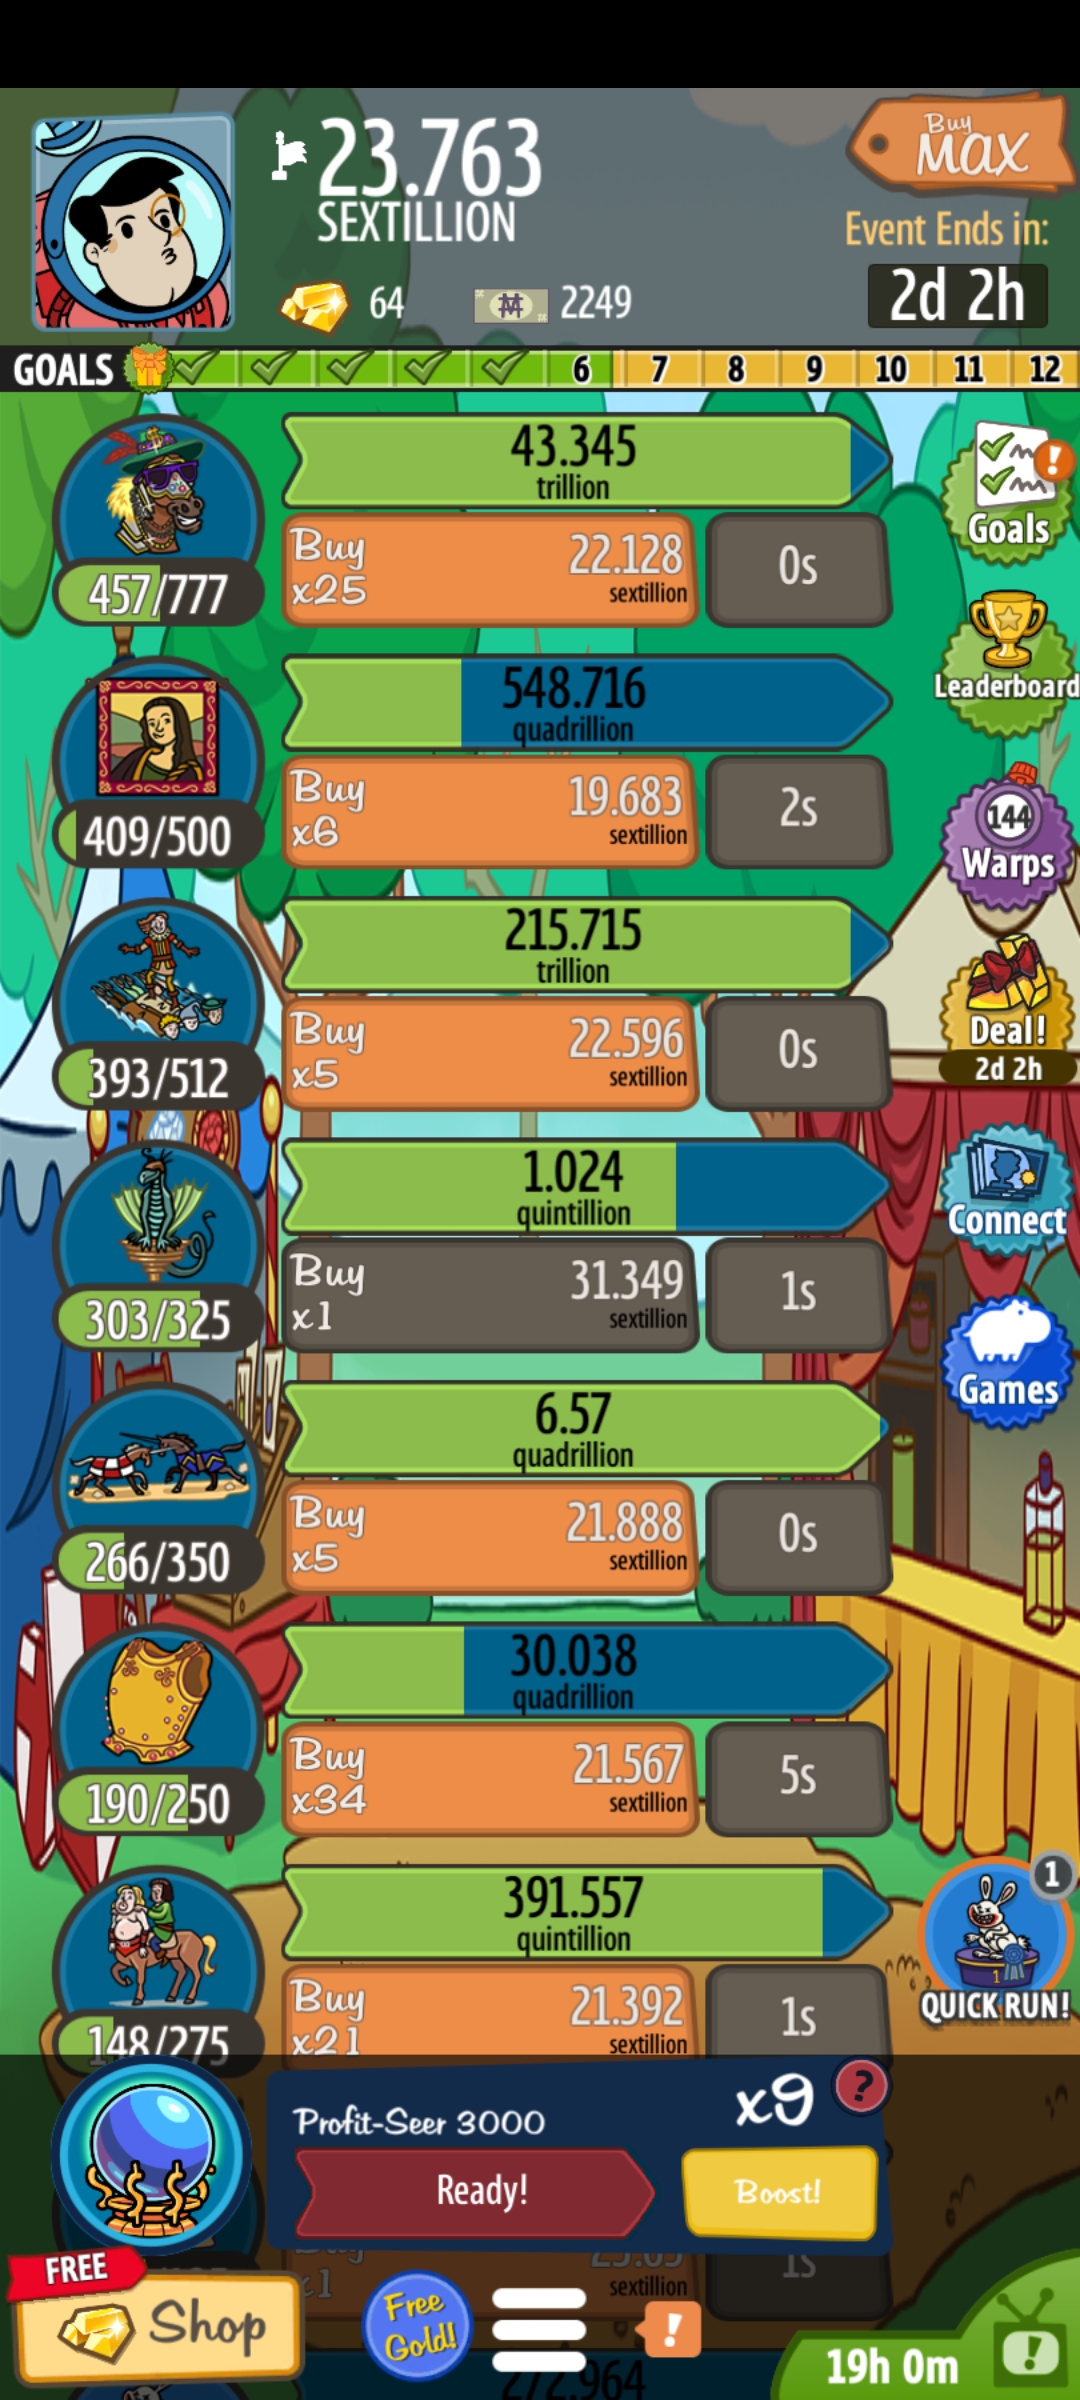 23.763
SEXTILLION
64
2249
Buy
MAX
Event Ends in:
2d 2h
GOALS 6 7 8 9 10 11 12
43.345
trillion
Buy
x25
22.128
sextillion
0s
457/777
Goals
548.716
quadrillion
Buy
x6
19.683
sextillion
2s
409/500
Leaderboard
144
Warps
215.715
trillion
Buy
x5
22.596
sextillion
0s
393/512
Deal!
2d 2h
1.024
quintillion
Buy
x1
31.349
sextillion
1s
303/325
Connect
6.57
quadrillion
Buy
x5
21.888
sextillion
0s
266/350
Games
30.038
quadrillion
Buy
x34
21.567
sextillion
5s
190/250
391.557
quintillion
Buy
x21
21.392
sextillion
1s
148/275
1
1
QUICK RUN!
Profit-Seer 3000
x9
?
Ready!
Boost!
x1
sextillion
1s
FREE
Shop
Free
Gold!
!
272.964
19h 0m
!